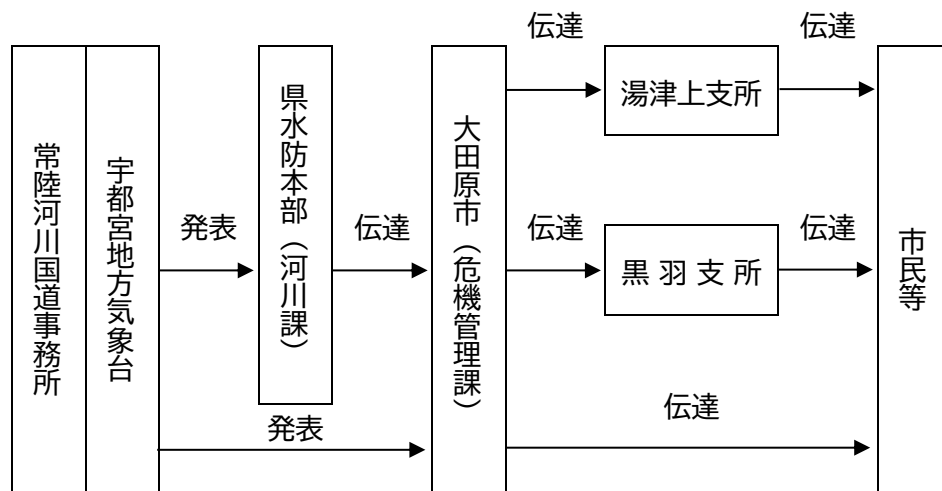 常陸河川国道事務所
宇都宮地方気象台
発表
県水防本部（河川課）
伝達
発表
大田原市（危機管理課）
伝達
湯津上支所
伝達
伝達
黒羽支所
伝達
伝達
市民等